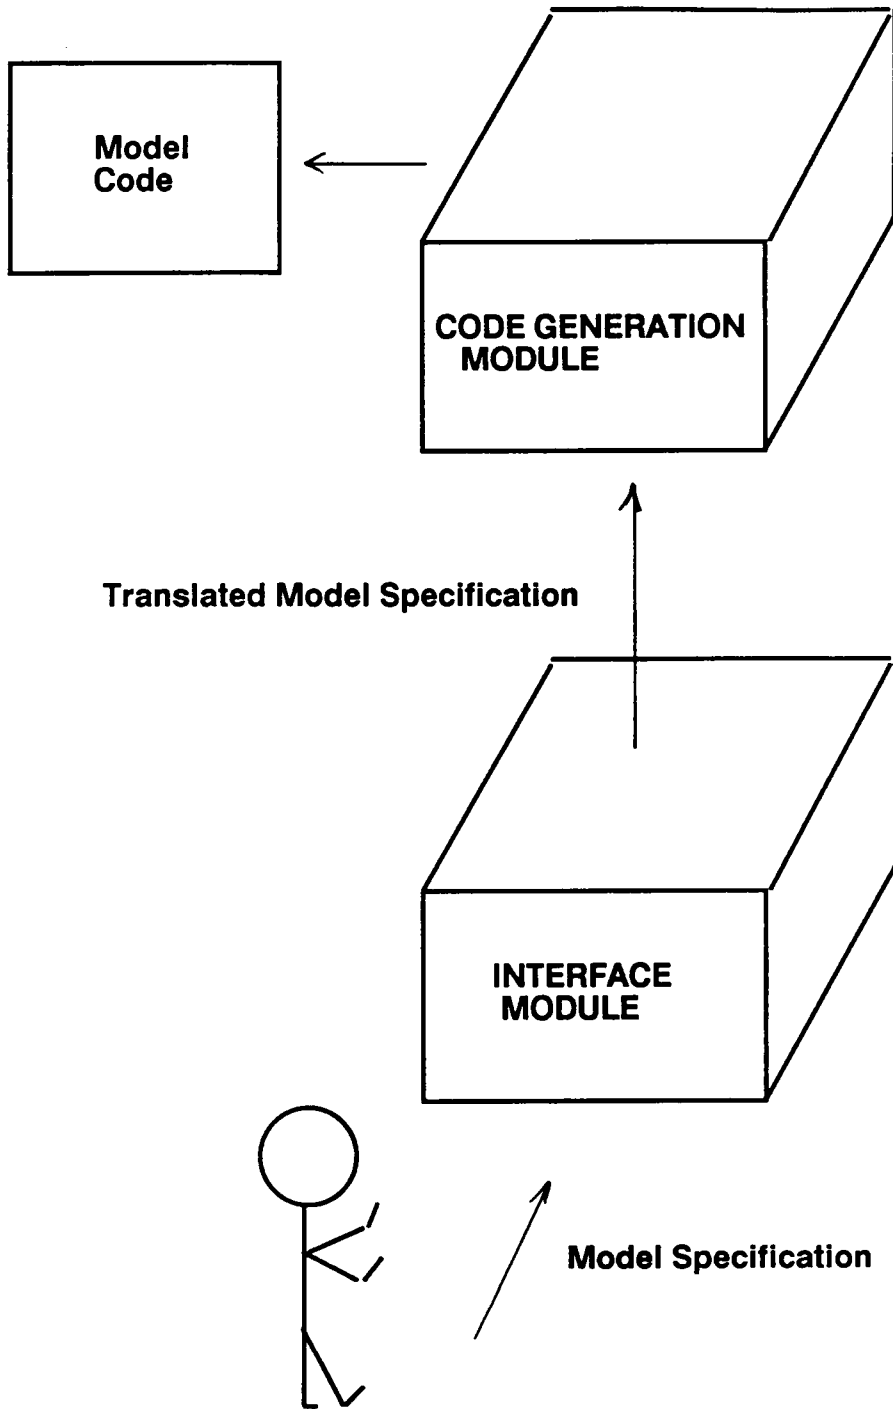 Model
Code
CODE GENERATION
MODULE
Translated Model Specification
INTERFACE
MODULE
Model Specification